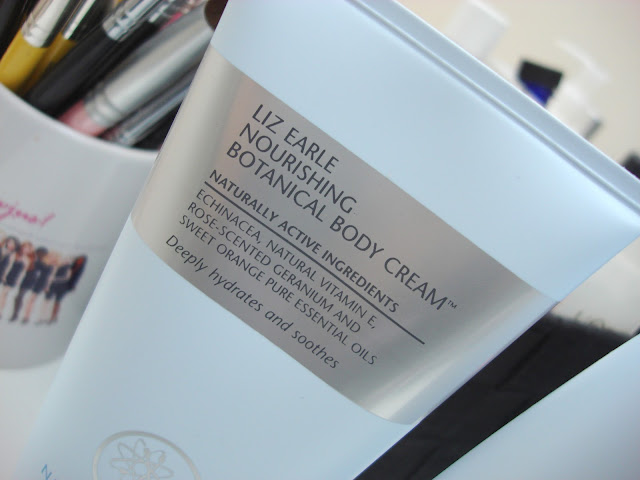 LIZ EARLE
NOURISHING
BOTANICAL BODY CREAM™
NATURALLY ACTIVE INGREDIENTS
ECHINACEA, NATURAL VITAMIN E,
ROSE-SCENTED GERANIUM AND
SWEET ORANGE PURE ESSENTIAL OILS
Deeply hydrates and soothes